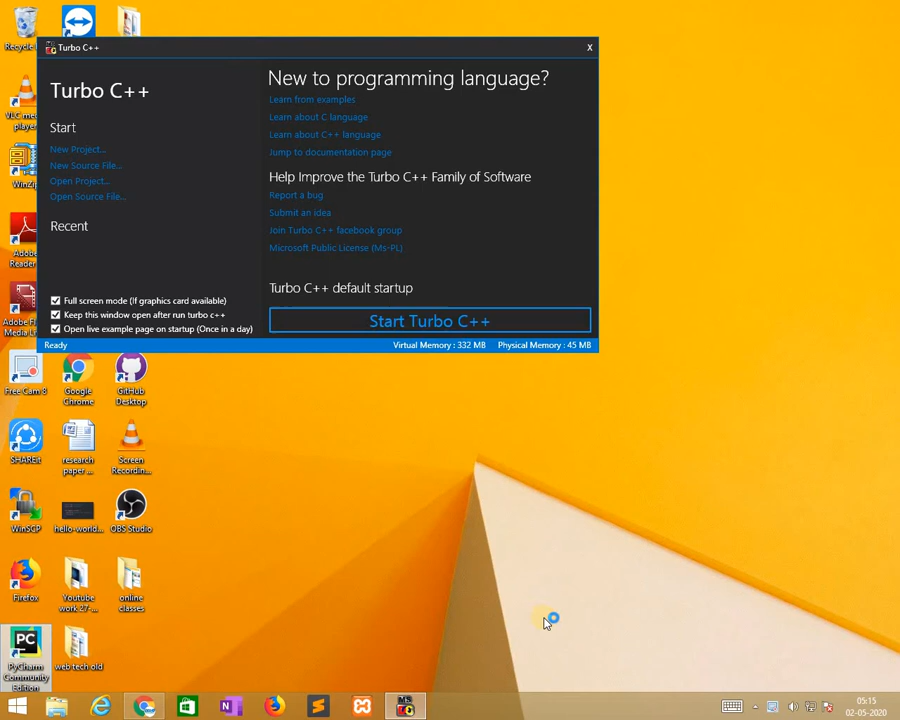 Turbo C++
X
Turbo C++
Start
New Project...
New Source File...
Open Project...
Open Source File...
Recent
Full screen mode (If graphics card available)
Keep this window open after run turbo c++
Open live example page on startup (Once in a day)
New to programming language?
Learn from examples
Learn about C language
Learn about C++ language
Jump to documentation page
Help Improve the Turbo C++ Family of Software
Report a bug
Submit an idea
Join Turbo C++ facebook group
Microsoft Public License (Ms-PL)
Turbo C++ default startup
Start Turbo C++
Ready
Virtual Memory : 332 MB
Physical Memory : 45 MB
Recycle
VLC me
player
WinZip
Adobe
Reader
Adobe Fl
Media Li
Free Cam 8
Google
Chrome
GitHub
Desktop
SHAREit
research
paper ...
Screen
Recordin...
WinSCP
hello-world...
OBS Studio
Firefox
Youtube
work 27-...
online
classes
PC
PyCharm
Community
Edition
web tech old
05:15
02-05-2020